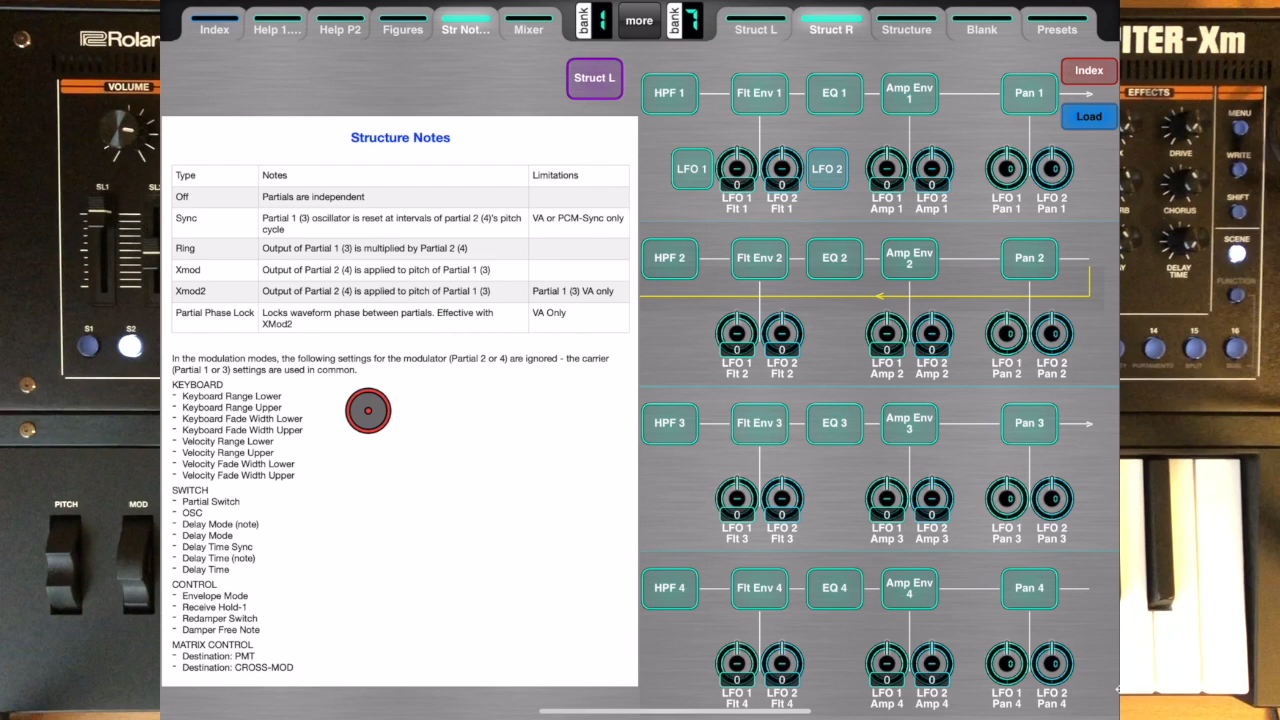 Index
Help 1....
Help P2
Figures
Str Not...
Mixer
bank
1
more
bank
7
Struct L
Struct R
Structure
Blank
Presets
Struct L
Structure Notes
Type Notes Limitations
Off Partials are independent
Sync Partial 1 (3) oscillator is reset at intervals of partial 2 (4)'s pitch VA or PCM-Sync only
cycle
Ring Output of Partial 1 (3) is multiplied by Partial 2 (4)
Xmod Output of Partial 2 (4) is applied to pitch of Partial 1 (3)
Xmod2 Output of Partial 2 (4) is applied to pitch of Partial 1 (3) Partial 1 (3) VA only
Partial Phase Lock Locks waveform phase between partials. Effective with VA Only
XMod2
In the modulation modes, the following settings for the modulator (Partial 2 or 4) are ignored - the carrier
(Partial 1 or 3) settings are used in common.
KEYBOARD
- Keyboard Range Lower
- Keyboard Range Upper
- Keyboard Fade Width Lower
- Keyboard Fade Width Upper
- Velocity Range Lower
- Velocity Range Upper
- Velocity Fade Width Lower
- Velocity Fade Width Upper
SWITCH
- Partial Switch
- OSC
- Delay Mode (note)
- Delay Mode
- Delay Time Sync
- Delay Time (note)
- Delay Time
CONTROL
- Envelope Mode
- Receive Hold-1
- Redamper Switch
- Damper Free Note
MATRIX CONTROL
- Destination: PMT
- Destination: CROSS-MOD
Index
Load
HPF 1 Flt Env 1 EQ 1 Amp Env Pan 1
1
LFO 1 LFO 2
0 0 0 0 0 0
LFO 1 LFO 2 LFO 1 LFO 2 LFO 1 LFO 2
Flt 1 Flt 1 Amp 1 Amp 1 Pan 1 Pan 1
HPF 2 Flt Env 2 EQ 2 Amp Env Pan 2
2
0 0 0 0 0 0
LFO 1 LFO 2 LFO 1 LFO 2 LFO 1 LFO 2
Flt 2 Flt 2 Amp 2 Amp 2 Pan 2 Pan 2
HPF 3 Flt Env 3 EQ 3 Amp Env Pan 3
3
0 0 0 0 0 0
LFO 1 LFO 2 LFO 1 LFO 2 LFO 1 LFO 2
Flt 3 Flt 3 Amp 3 Amp 3 Pan 3 Pan 3
HPF 4 Flt Env 4 EQ 4 Amp Env Pan 4
4
0 0 0 0 0 0
LFO 1 LFO 2 LFO 1 LFO 2 LFO 1 LFO 2
Flt 4 Flt 4 Amp 4 Amp 4 Pan 4 Pan 4
Rolan
VOLUME
SL1
S1 S2
PITCH MOD
ITER-Xm
EFFECTS
MENU
DRIVE
WRITE
SHIFT
CHORUS
SCENE
DELAY
TIME
FUNCTION
14 15 16
SPLIT